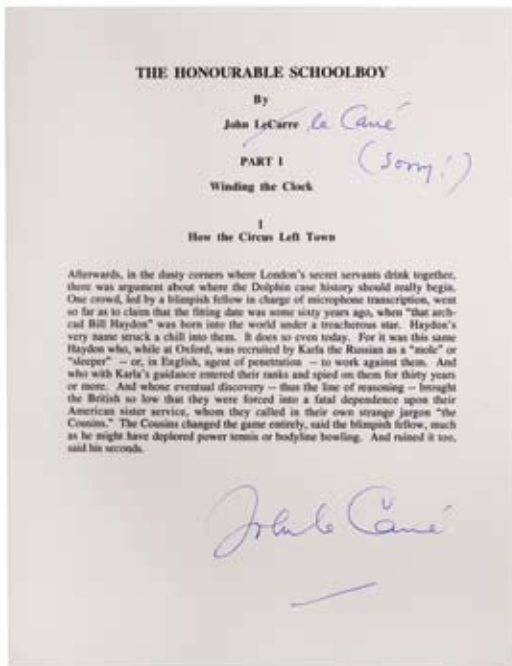 THE HONOURABLE SCHOOLBOY
By
John LeCarre le Carré
(Sorry!)
PART I
Winding the Clock
1
How the Circus Left Town
Afterwards, in the dusty corners where London's secret servants drink together,
there was argument about where the Dolphin case history should really begin.
One crowd, led by a blimpish fellow in charge of microphone transcription, went
so far as to claim that the fitting date was some sixty years ago, when "that arch-
cad Bill Haydon" was born into the world under a treacherous star. Haydon's
very name struck a chill into them. It does so even today. For it was this same
Haydon who, while at Oxford, was recruited by Karla the Russian as a "mole" or
"sleeper" -- or, in English, agent of penetration -- to work against them. And
who with Karla's guidance entered their ranks and spied on them for thirty years
or more. And whose eventual discovery -- thus the line of reasoning -- brought
the British so low that they were forced into a fatal dependence upon their
American sister service, whom they called in their own strange jargon "the
Cousins." The Cousins changed the game entirely, said the blimpish fellow, much
as he might have deplored power tennis or bodyline bowling. And ruined it too,
said his seconds.
John le Carré